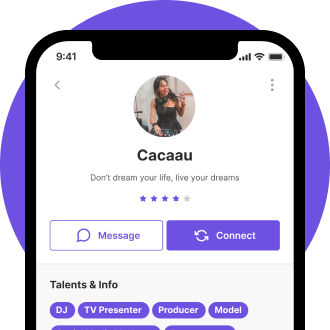 9:41
Cacaau
Don't dream your life, live your dreams
Message
Connect
Talents & Info
DJ TV Presenter Producer Model